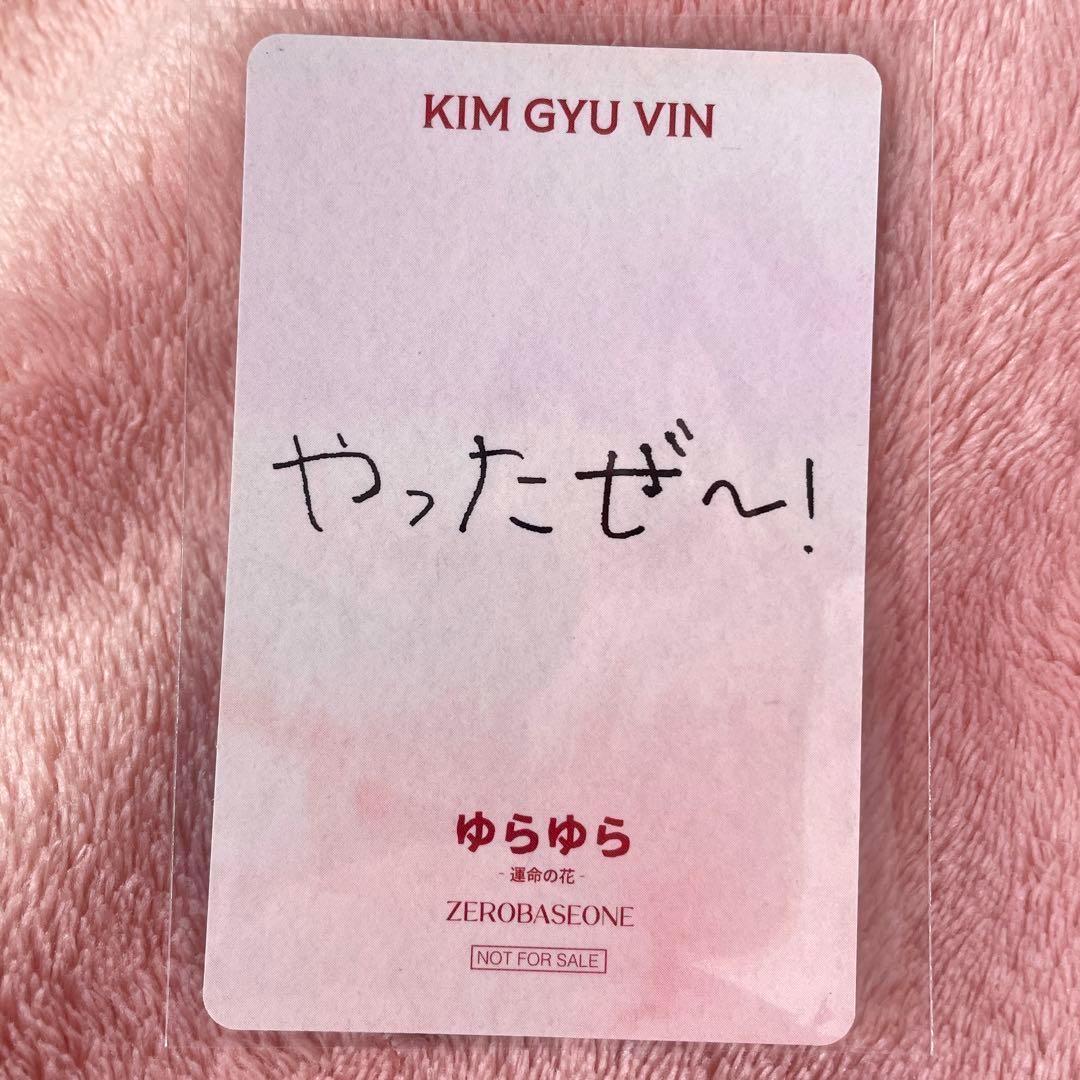 KIM GYU VIN
やったぜ〜!
ゆらゆら
- 運命の花 -
ZEROBASEONE
NOT FOR SALE